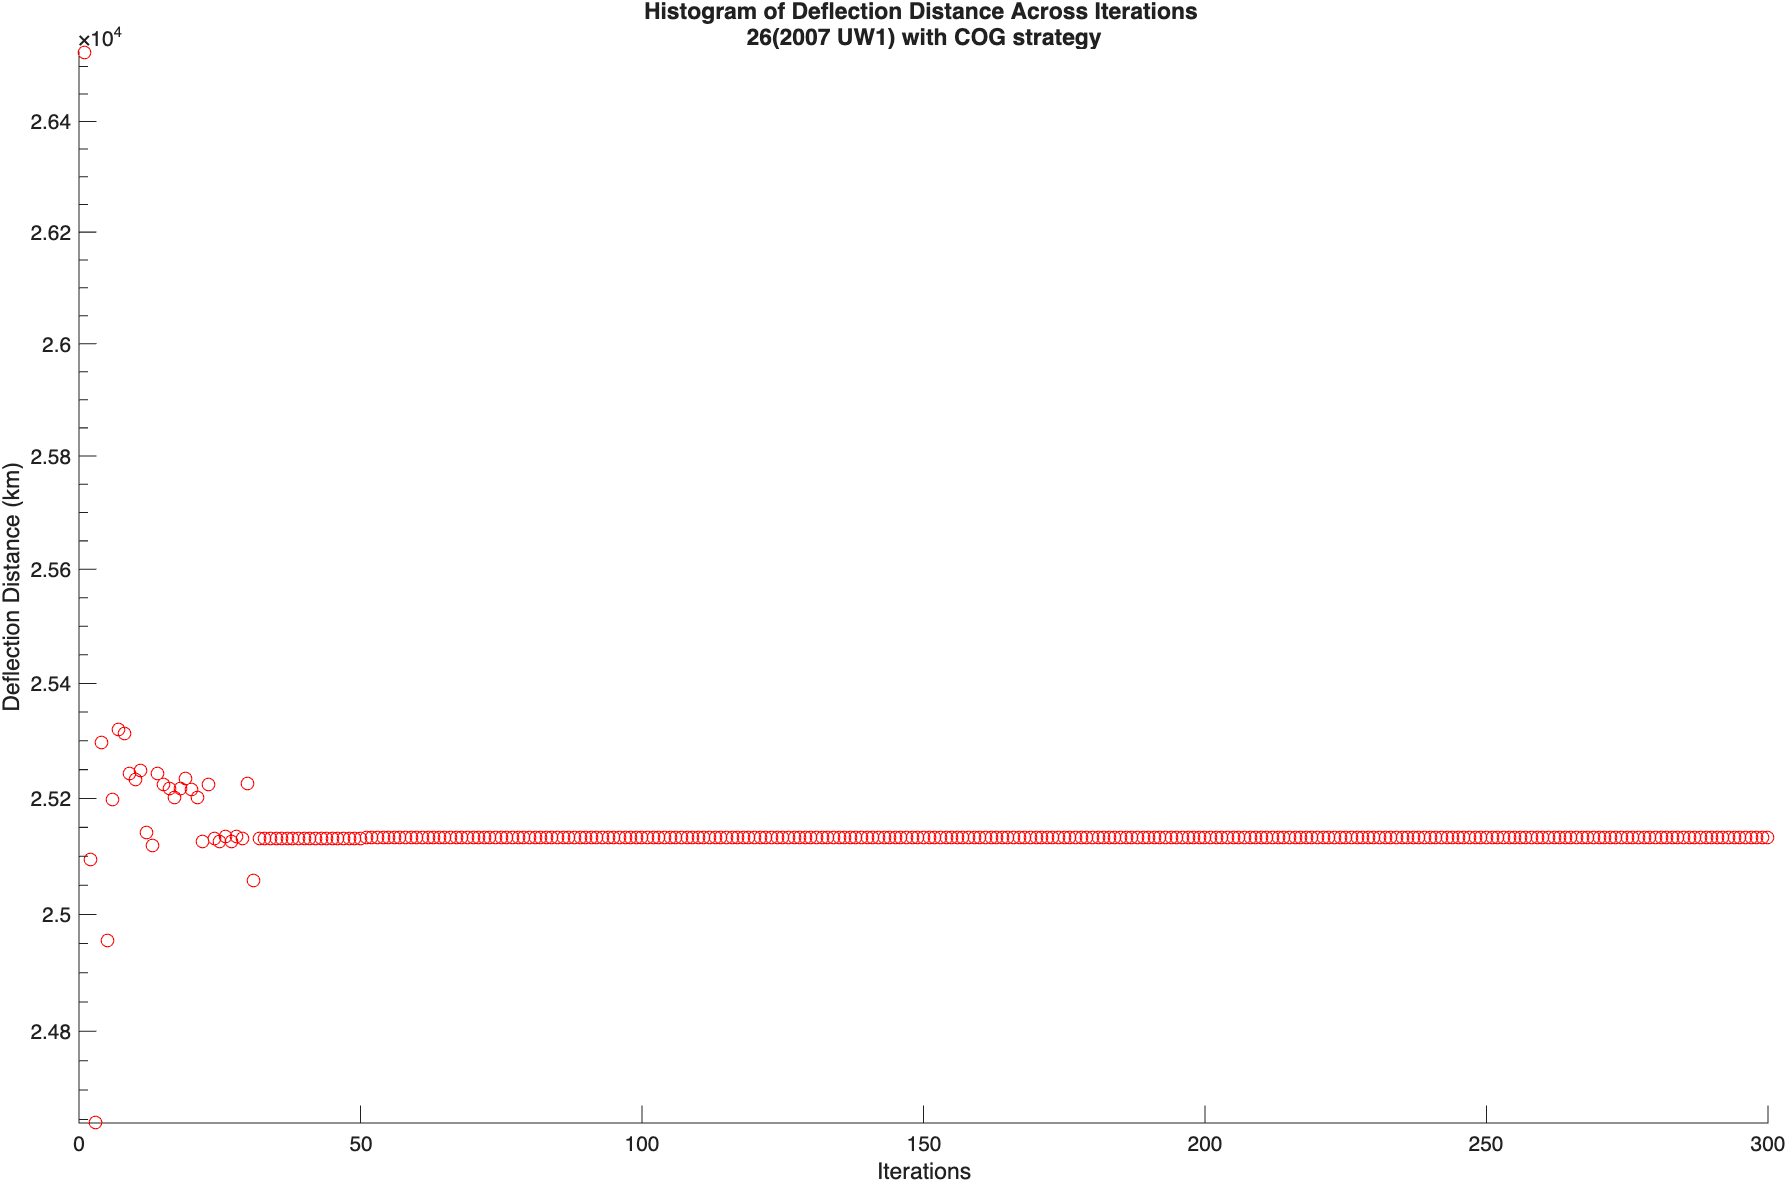 Histogram of Deflection Distance Across Iterations
26(2007 UW1) with COG strategy
×10⁴
2.64
2.62
2.6
2.58
2.56
2.54
2.52
2.5
2.48
Deflection Distance (km)
0 50 100 150 200 250 300
Iterations